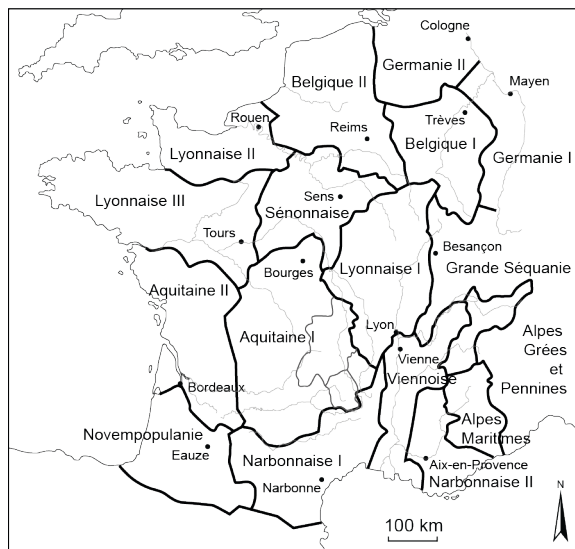 Cologne
Belgique II
Germanie II
Mayen
Rouen
Trèves
Reims
Belgique I
Lyonnaise II
Germanie I
Lyonnaise III
Sens
Sénonnaise
Tours
Besançon
Bourges
Lyonnaise I
Grande Séquanie
Aquitaine II
Lyon
Aquitaine I
Alpes
Grées
et
Pennines
Vienne
Viennoise
Bordeaux
Alpes
Maritimes
Novempopulanie
Eauze
Narbonnaise I
Aix-en-Provence
Narbonne
Narbonnaise II
N
100 km